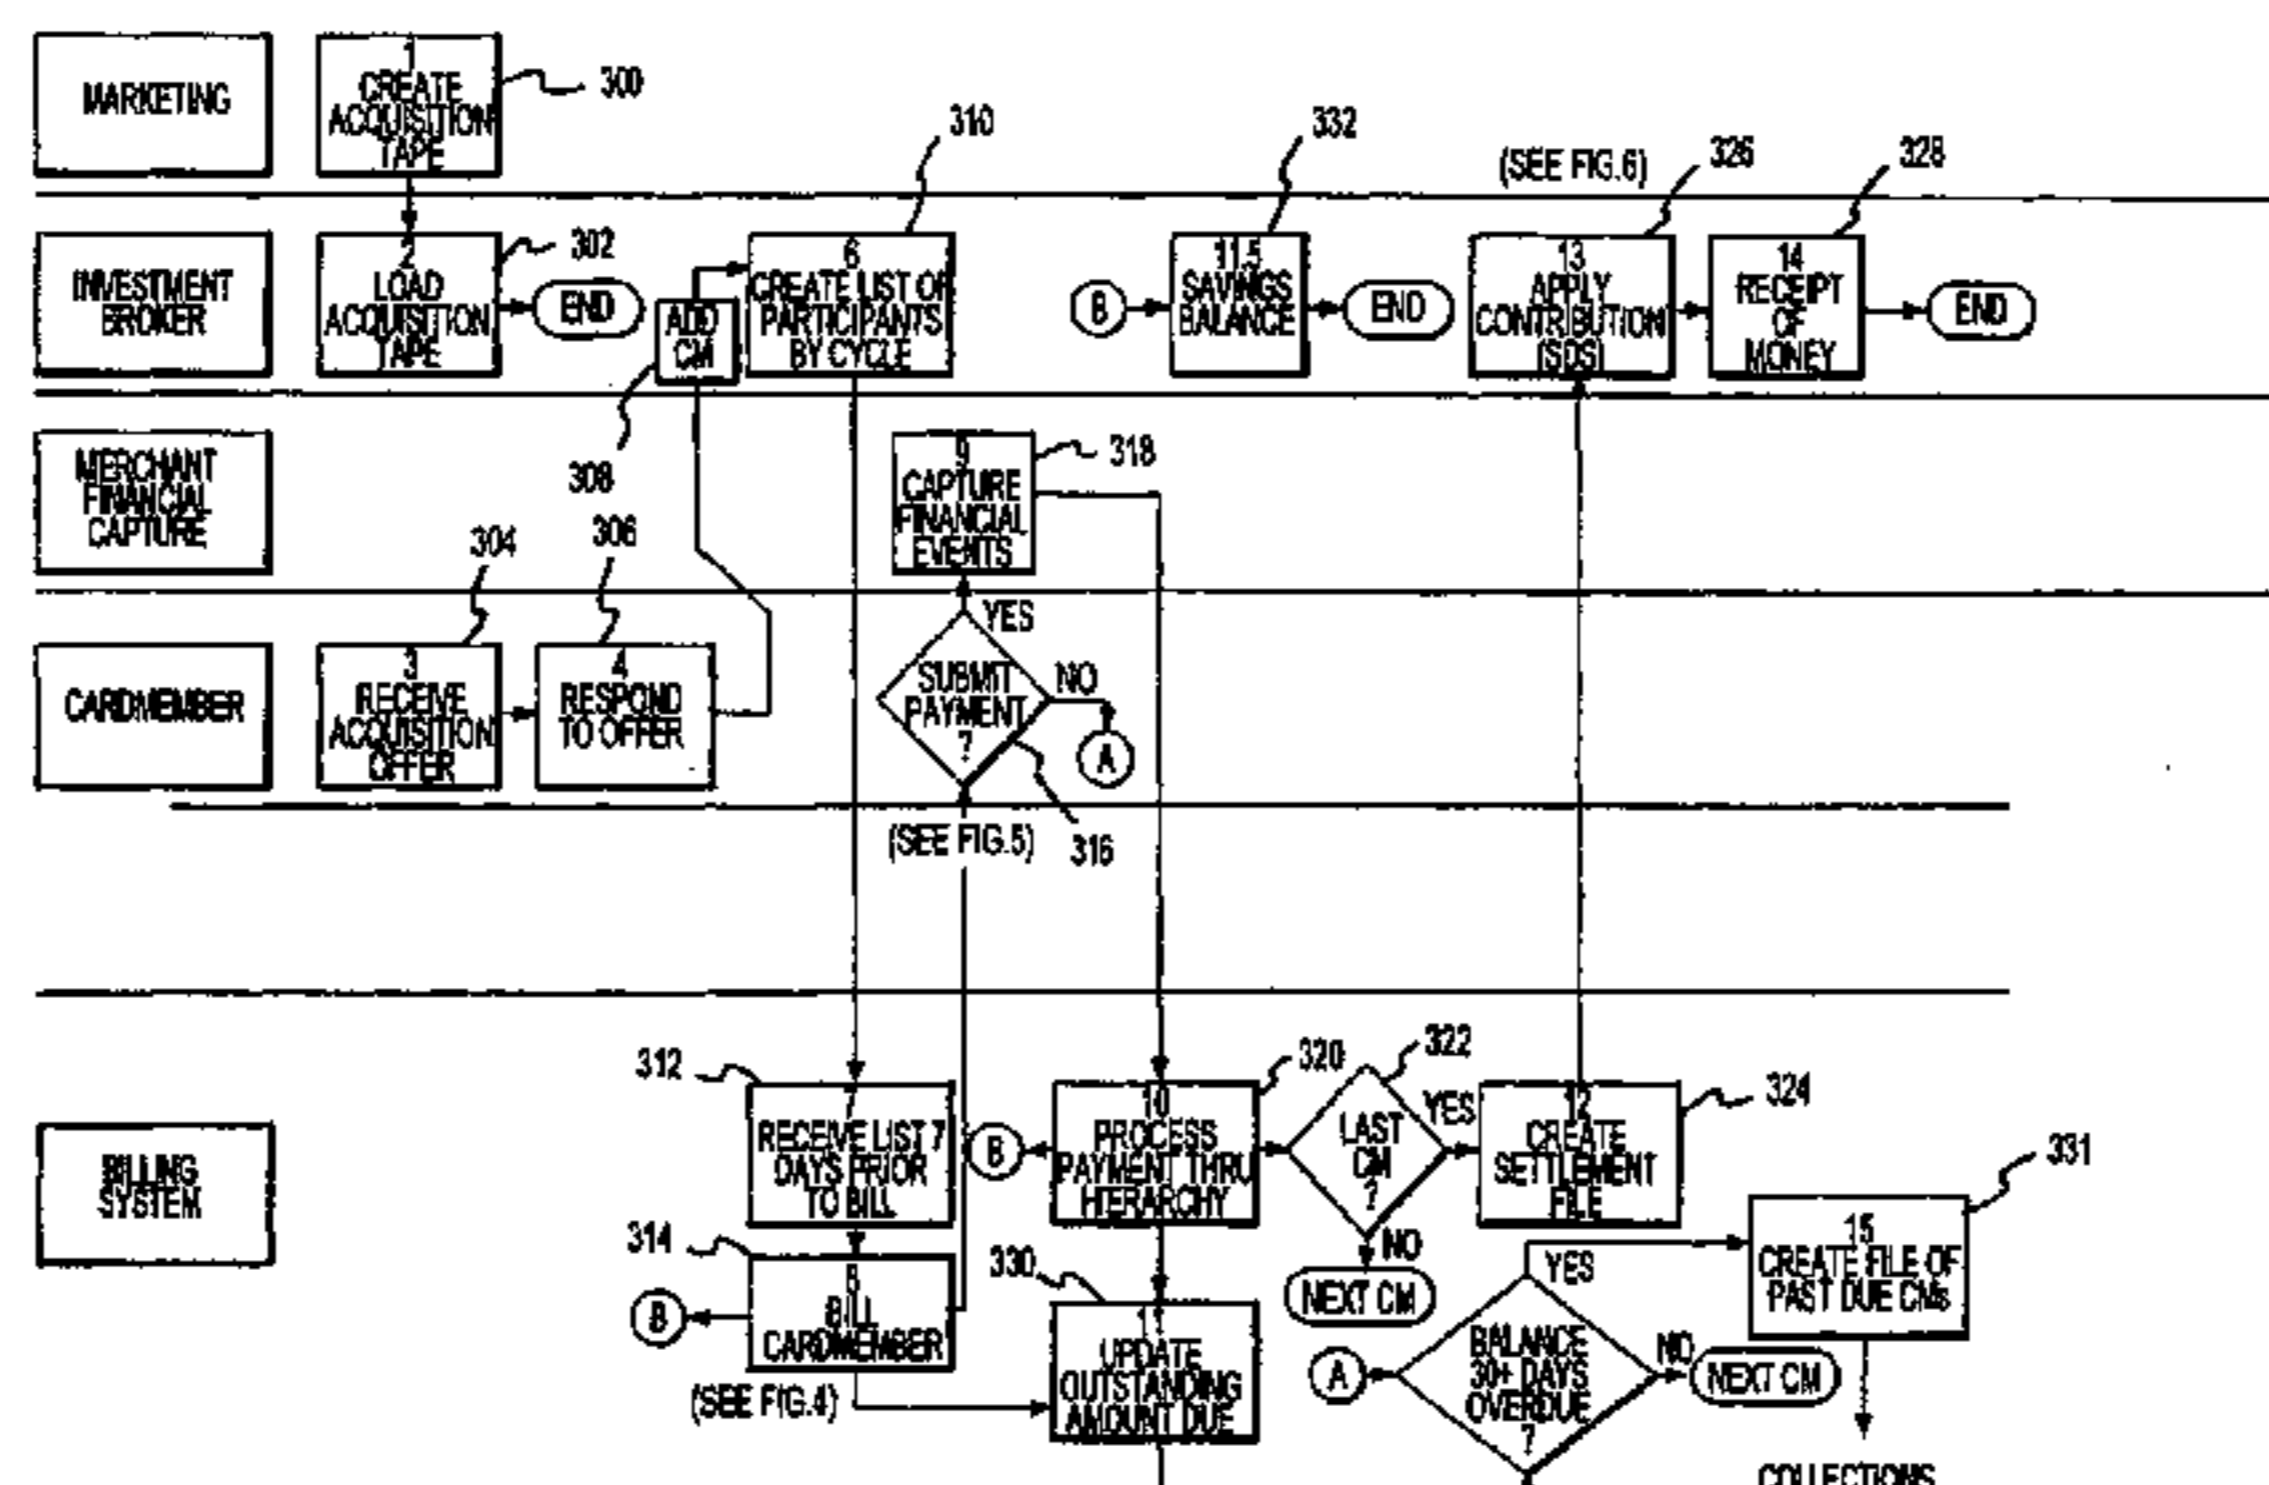 MARKETING
1
CREATE
ACQUISITION
TAPE
300
310
332
(SEE FIG.6)
326
328
INVESTMENT
BROKER
2
LOAD
ACQUISITION
TAPE
302
END
ADD
CM
308
6
CREATE LIST OF
PARTICIPANTS
BY CYCLE
B
11.5
SAVINGS
BALANCE
END
13
APPLY
CONTRIBUTION
(SDS)
14
RECEIPT
OF
MONEY
END
MERCHANT
FINANCIAL
CAPTURE
9
CAPTURE
FINANCIAL
EVENTS
318
304
306
CARDMEMBER
3
RECEIVE
ACQUISITION
OFFER
4
RESPOND
TO OFFER
YES
SUBMIT
PAYMENT
?
NO
A
(SEE FIG.5)
316
BILLING
SYSTEM
312
RECEIVE LIST 7
DAYS PRIOR
TO BILL
314
8
BILL
CARDMEMBER
B
(SEE FIG.4)
B
320
10
PROCESS
PAYMENT THRU
HIERARCHY
322
LAST
CM
?
YES
NO
NEXT CM
12
CREATE
SETTLEMENT
FILE
324
330
11
UPDATE
OUTSTANDING
AMOUNT DUE
A
BALANCE
30+ DAYS
OVERDUE
?
YES
NO
NEXT CM
331
15
CREATE FILE OF
PAST DUE CMs
COLLECTIONS